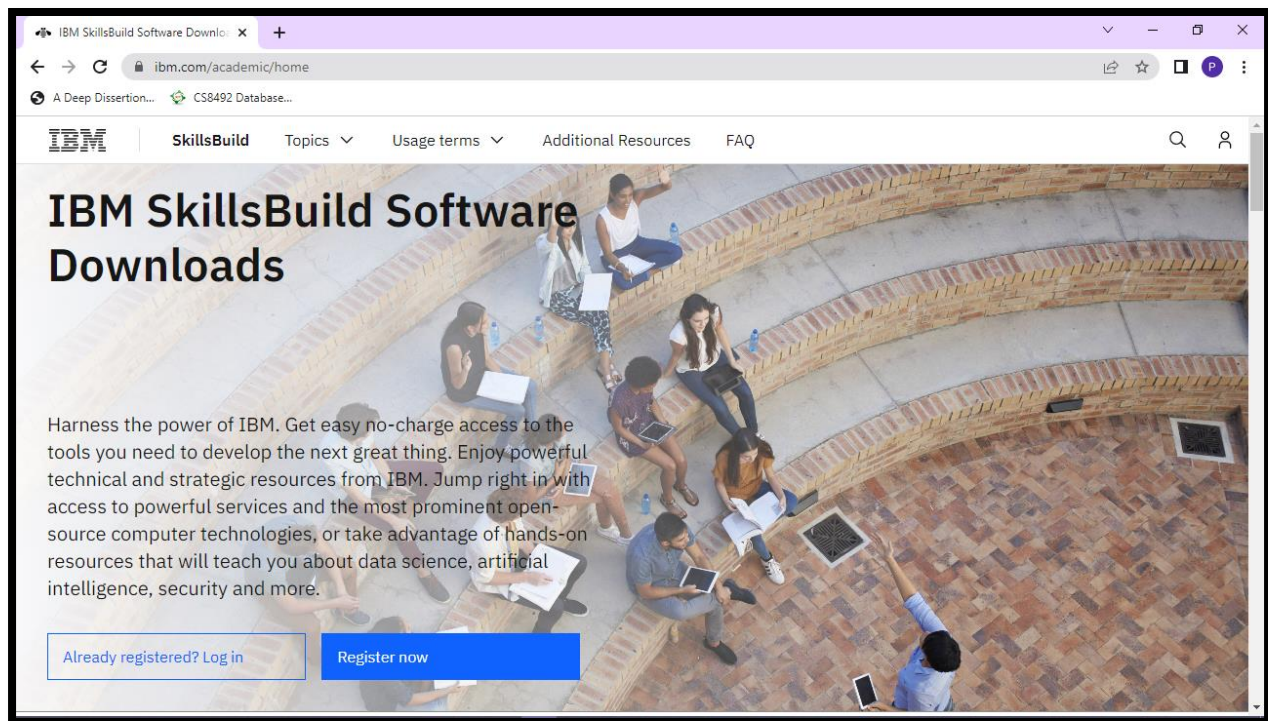 IBM SkillsBuild Software Downlo
ibm.com/academic/home
P
A Deep Dissertion... CS8492 Database...
IBM SkillsBuild Topics Usage terms Additional Resources FAQ
IBM SkillsBuild Software
Downloads
Harness the power of IBM. Get easy no-charge access to the
tools you need to develop the next great thing. Enjoy powerful
technical and strategic resources from IBM. Jump right in with
access to powerful services and the most prominent open-
source computer technologies, or take advantage of hands-on
resources that will teach you about data science, artificial
intelligence, security and more.
Already registered? Log in Register now